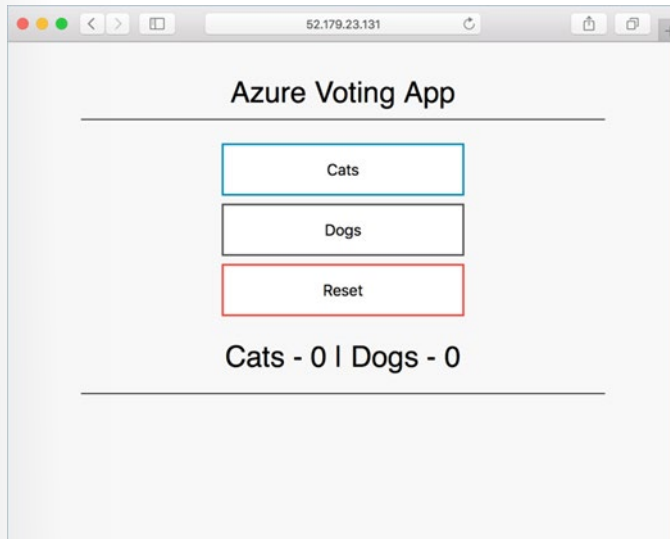 52.179.23.131
Azure Voting App
Cats
Dogs
Reset
Cats - 0 | Dogs - 0